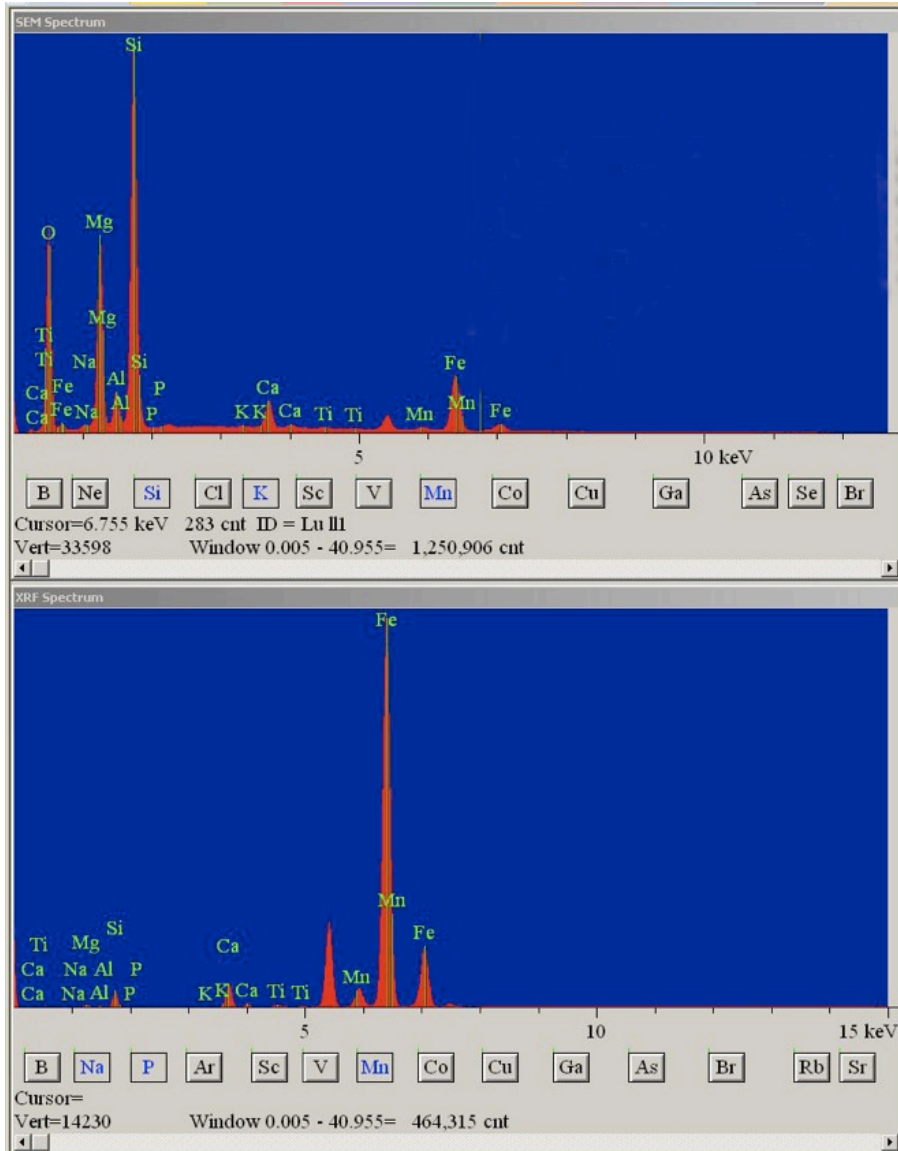 SEM Spectrum
Si
O Mg
Mg
Ti
Ti Na Si Fe
Ca Fe Al P Ca
Ca Fe Na Al P K K Ca Ti Ti Mn Mn Fe
5 10 keV
B Ne Si Cl K Sc V Mn Co Cu Ga As Se Br
Cursor=6.755 keV 283 cnt ID = Lu ll1
Vert=33598 Window 0.005 - 40.955= 1,250,906 cnt
XRF Spectrum
Fe
Mn
Si
Ti Mg Ca Fe
Ca Na Al P Mn
Ca Na Al P K K Ca Ti Ti
5 10 15 keV
B Na P Ar Sc V Mn Co Cu Ga As Br Rb Sr
Cursor=
Vert=14230 Window 0.005 - 40.955= 464,315 cnt